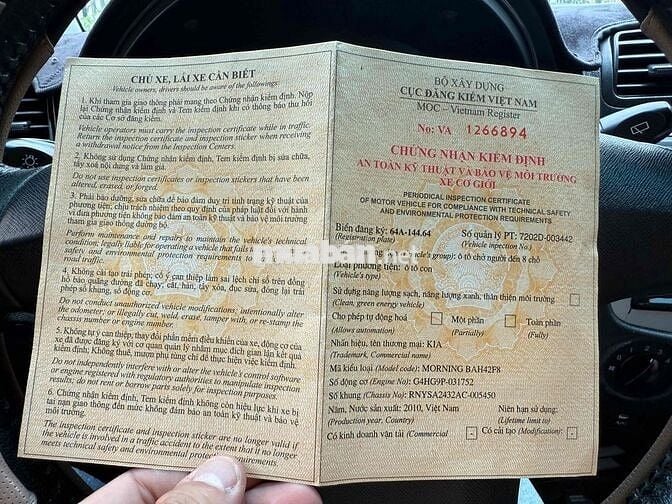 CHỦ XE, LÁI XE CẦN BIẾT
Vehicle owners, drivers should be aware of the followings:
1. Khi tham gia giao thông phải mang theo Chứng nhận kiểm định. Nộp
lại Chứng nhận kiểm định và Tem kiểm định khi có thông báo thu hồi
của các Cơ sở đăng kiểm.
Vehicle operators must carry the inspection certificate while in traffic.
Return the inspection certificate and inspection sticker when receiving
a withdrawal notice from the Inspection Centers.
2. Không sử dụng Chứng nhận kiểm định, Tem kiểm định bị sửa chữa,
tẩy xoá nội dung và làm giả.
Do not use inspection certificates or inspection stickers that have been
altered, erased, or forged.
3. Phải bảo dưỡng, sửa chữa để bảo đảm duy trì tình trạng kỹ thuật của
phương tiện; chịu trách nhiệm theo quy định của pháp luật đối với hành
vi đưa phương tiện không bảo đảm an toàn kỹ thuật và bảo vệ môi trường
tham gia giao thông đường bộ.
Perform maintenance and repairs to maintain the vehicle's technical
condition; legally liable for operating a vehicle that fails
safety and environmental protection requirements
road traffic.
4. Không cải tạo trái phép; cố ý can thiệp làm sai lệch chỉ số trên đồng
hồ báo quãng đường đã chạy; cắt, hàn, tẩy xóa, đục sửa, đóng lại trái
phép số khung, số động cơ.
Do not conduct unauthorized vehicle modifications; intentionally alter
the odometer; or illegally cut, weld, erase, tamper with, or re-stamp the
chassis number or engine number.
5. Không tự ý can thiệp, thay đổi phần mềm điều khiển của xe, động cơ của
xe đã được đăng ký với cơ quan quản lý nhằm mục đích gian lận kết quả
kiểm định; Không thuê, mượn phụ tùng chỉ để thực hiện việc kiểm định.
Do not independently interfere with or alter the vehicle's control software
or engine registered with regulatory authorities to manipulate inspection
results; do not rent or borrow parts solely for inspection purposes.
6. Chứng nhận kiểm định, Tem kiểm định không còn hiệu lực khi xe bị
tai nạn giao thông đến mức không đảm bảo an toàn kỹ thuật và bảo vệ
môi trường.
The inspection certificate and inspection sticker are no longer valid if
the vehicle is involved in a traffic accident to the extent that it no longer
meets technical safety and environmental protection requirements.
BỘ XÂY DỰNG
CỤC ĐĂNG KIỂM VIỆT NAM
MOC – Vietnam Register
No: VA 1266894
CHỨNG NHẬN KIỂM ĐỊNH
AN TOÀN KỸ THUẬT VÀ BẢO VỆ MÔI TRƯỜNG
XE CƠ GIỚI
PERIODICAL INSPECTION CERTIFICATE
OF MOTOR VEHICLE FOR COMPLIANCE WITH TECHNICAL SAFETY
AND ENVIRONMENTAL PROTECTION REQUIREMENTS
Biển đăng ký: 64A-144.64 Số quản lý PT: 7202D-003442
(Registration plate) (Vehicle inspection No.)
Loại phương tiện: ô tô con
(Vehicle's type) (Vehicle's group): ô tô chở người đến 8 chỗ
muaban.net
Sử dụng năng lượng sạch, năng lượng xanh, thân thiện môi trường
(Clean, green energy vehicle)
Cho phép tự động hoá Một phần Toàn phần
(Allows automation) (Partially) (Fully)
Nhãn hiệu, tên thương mại: KIA
(Trademark, Commercial name)
Mã kiểu loại (Model code): MORNING BAH42F8
Số động cơ (Engine No): G4HG9P-031752
Số khung (Chassis No): RNYSA2432AC-005450
Năm, Nước sản xuất: 2010, Việt Nam Niên hạn sử dụng:
(Production year, Country) (Lifetime limit to)
Có kinh doanh vận tải (Commercial - Có cải tạo (Modification): -